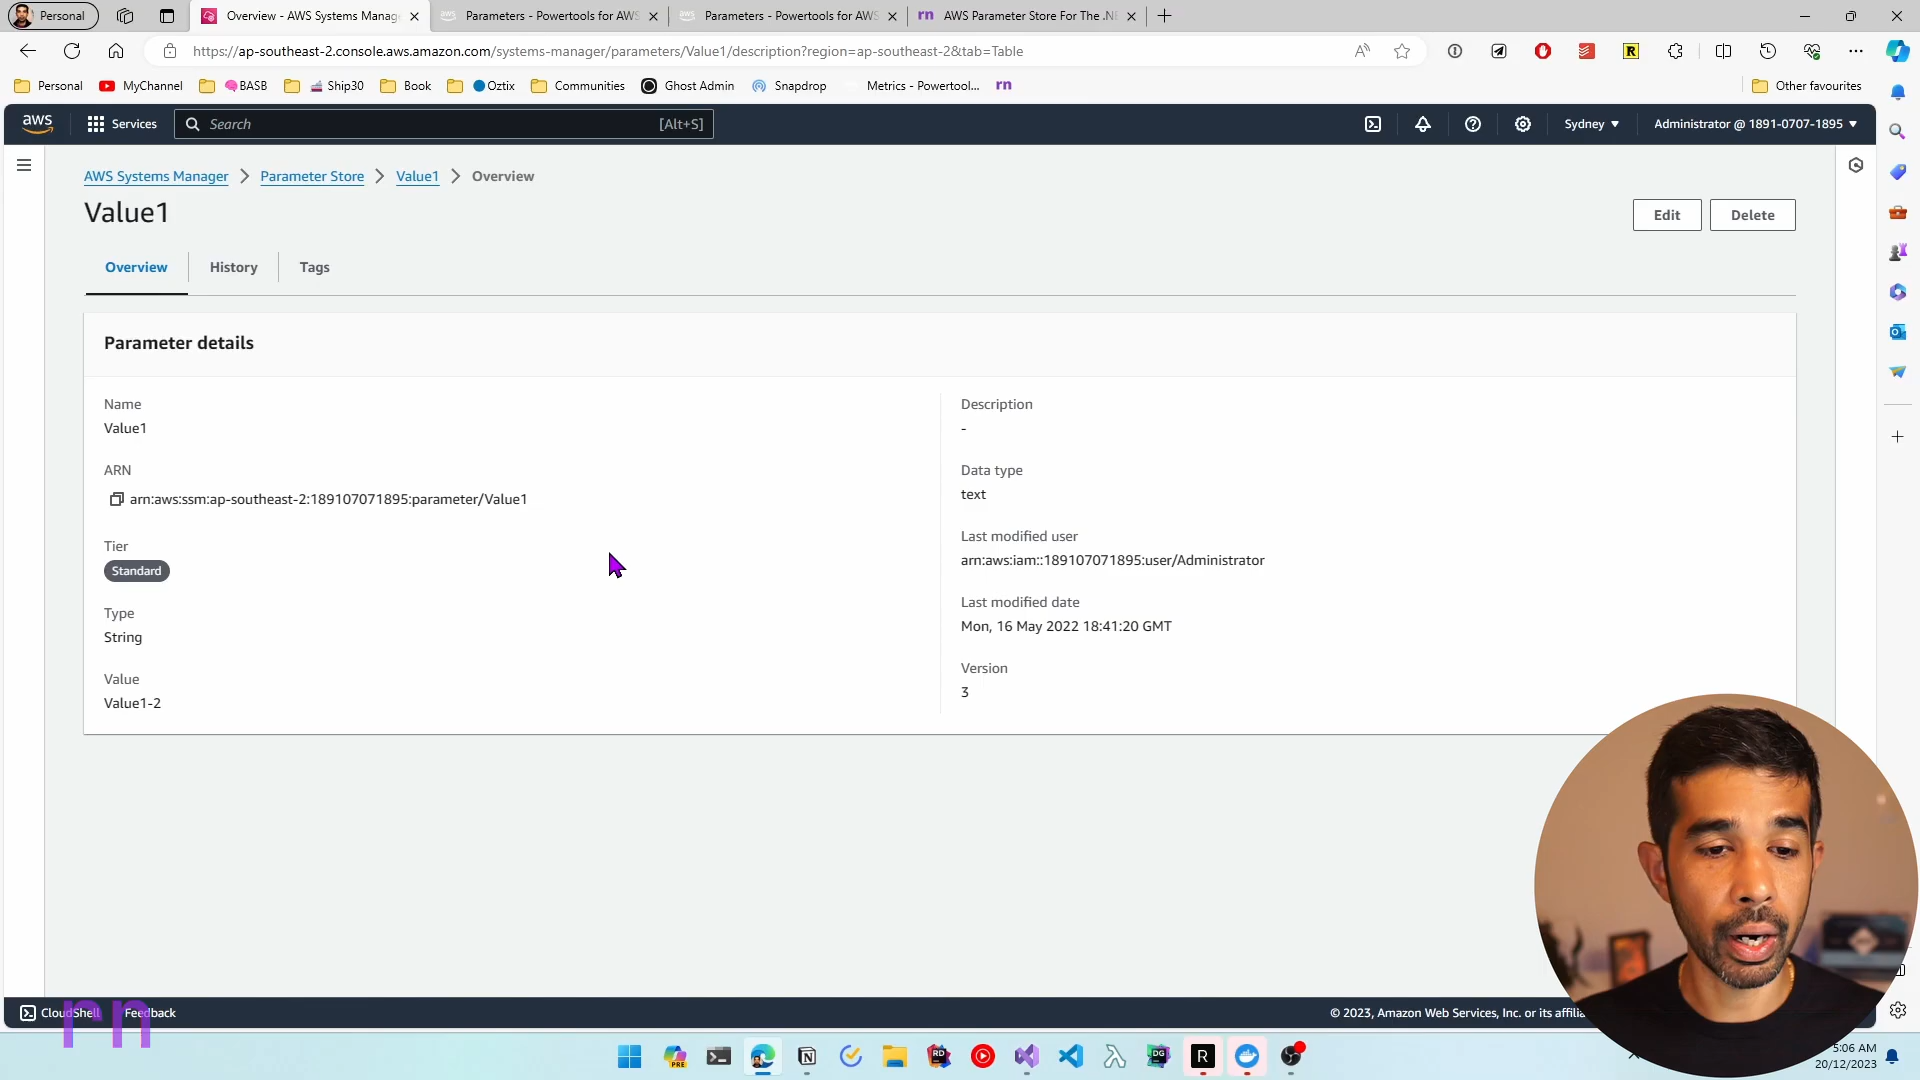 Personal
Overview - AWS Systems Manag
Parameters - Powertools for AWS
Parameters - Powertools for AWS
rn
AWS Parameter Store For The .N
https://ap-southeast-2.console.aws.amazon.com/systems-manager/parameters/Value1/description?region=ap-southeast-2&tab=Table
Personal
MyChannel
BASB
Ship30
Book
Oztix
Communities
Ghost Admin
Snapdrop
Metrics - Powertool...
rn
Other favourites
aws
Services
Search
[Alt+S]
Sydney
Administrator @ 1891-0707-1895
AWS Systems Manager
Parameter Store
Value1
Overview
Value1
Edit
Delete
Overview
History
Tags
Parameter details
Name
Value1
ARN
arn:aws:ssm:ap-southeast-2:189107071895:parameter/Value1
Tier
Standard
Type
String
Value
Value1-2
Description
-
Data type
text
Last modified user
arn:aws:iam::189107071895:user/Administrator
Last modified date
Mon, 16 May 2022 18:41:20 GMT
Version
3
CloudShell
Feedback
© 2023, Amazon Web Services, Inc. or its affilia
rn
5:06 AM
20/12/2023